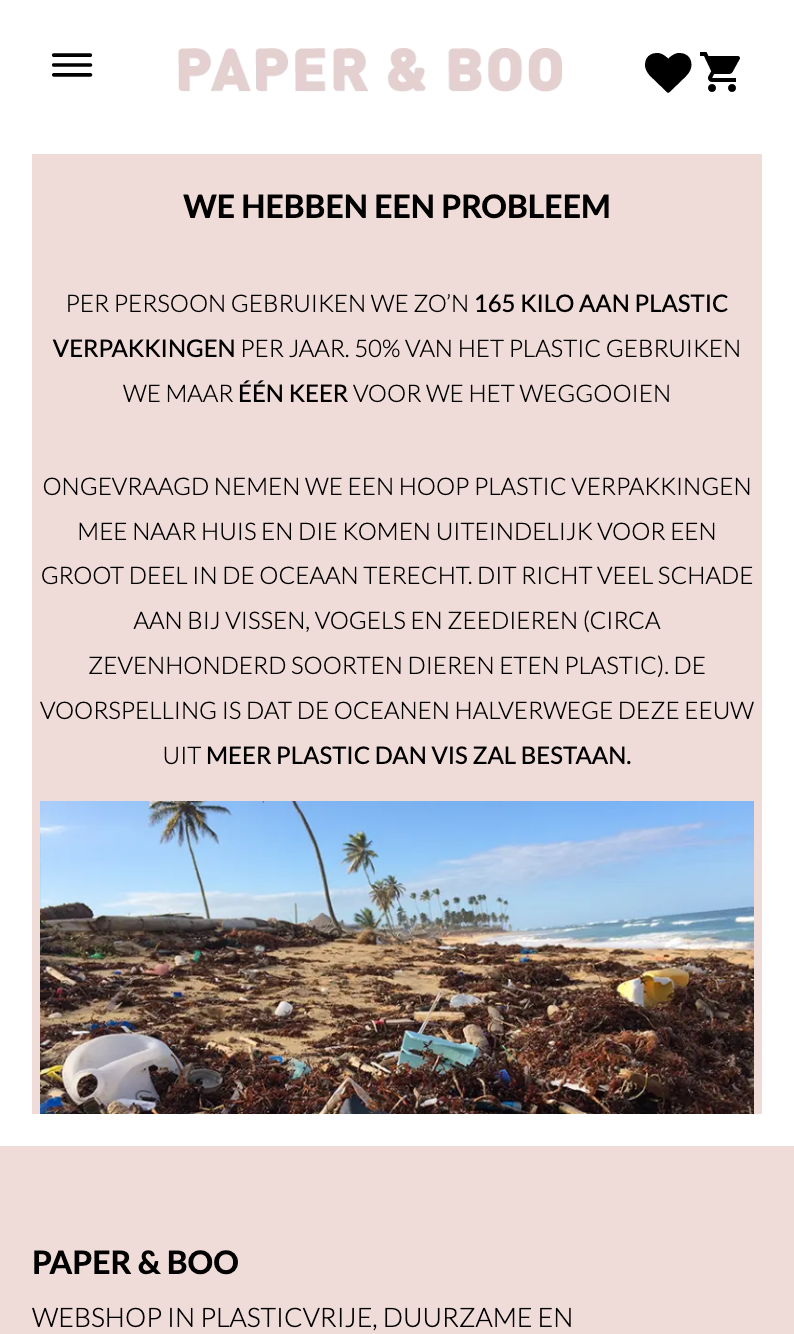 PAPER & BOO
WE HEBBEN EEN PROBLEEM
PER PERSOON GEBRUIKEN WE ZO’N 165 KILO AAN PLASTIC
VERPAKKINGEN PER JAAR. 50% VAN HET PLASTIC GEBRUIKEN
WE MAAR ÉÉN KEER VOOR WE HET WEGGOOIEN
ONGEVRAAGD NEMEN WE EEN HOOP PLASTIC VERPAKKINGEN
MEE NAAR HUIS EN DIE KOMEN UITEINDELIJK VOOR EEN
GROOT DEEL IN DE OCEAAN TERECHT. DIT RICHT VEEL SCHADE
AAN BIJ VISSEN, VOGELS EN ZEEDIEREN (CIRCA
ZEVENHONDERD SOORTEN DIEREN ETEN PLASTIC). DE
VOORSPELLING IS DAT DE OCEANEN HALVERWEGE DEZE EEUW
UIT MEER PLASTIC DAN VIS ZAL BESTAAN.
PAPER & BOO
WEBSHOP IN PLASTICVRIJE, DUURZAME EN